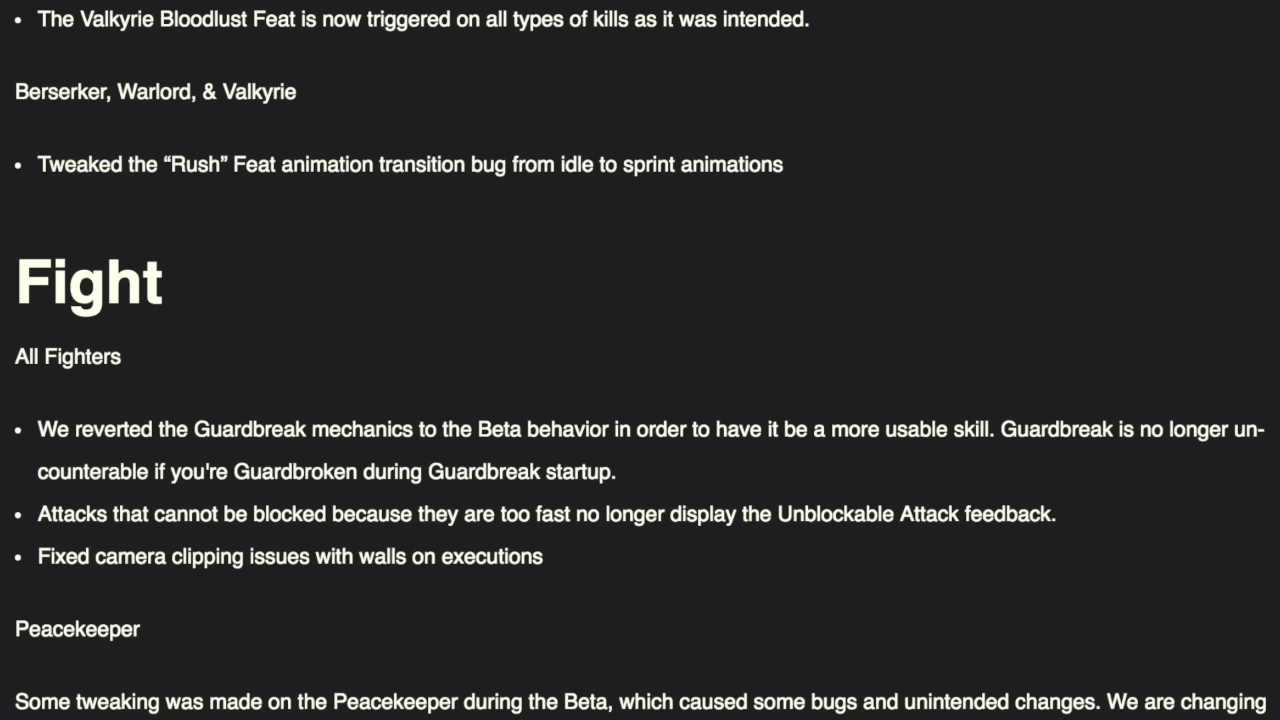 • The Valkyrie Bloodlust Feat is now triggered on all types of kills as it was intended.
Berserker, Warlord, & Valkyrie
• Tweaked the “Rush” Feat animation transition bug from idle to sprint animations
Fight
All Fighters
• We reverted the Guardbreak mechanics to the Beta behavior in order to have it be a more usable skill. Guardbreak is no longer un-
counterable if you're Guardbroken during Guardbreak startup.
• Attacks that cannot be blocked because they are too fast no longer display the Unblockable Attack feedback.
• Fixed camera clipping issues with walls on executions
Peacekeeper
Some tweaking was made on the Peacekeeper during the Beta, which caused some bugs and unintended changes. We are changing